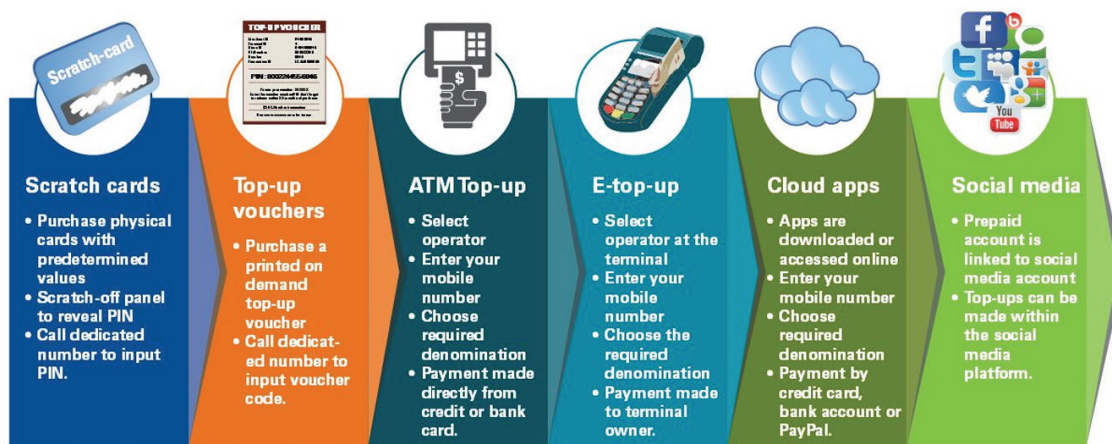 Scratch-card
TOP-UP VOUCHER
$
You
Tube
Scratch cards
• Purchase physical
cards with
predetermined
values
• Scratch-off panel
to reveal PIN
• Call dedicated
number to input
PIN.
Top-up
vouchers
• Purchase a
printed on
demand
top-up
voucher
• Call dedicat-
ed number to
input voucher
code.
ATM Top-up
• Select
operator
• Enter your
mobile
number
• Choose
required
denomination
• Payment made
directly from
credit or bank
card.
E-top-up
• Select
operator at the
terminal
• Enter your
mobile
number
• Choose the
required
denomination
• Payment made
to terminal
owner.
Cloud apps
• Apps are
downloaded or
accessed online
• Enter your
mobile number
• Choose
required
denomination
• Payment by
credit card,
bank account or
PayPal.
Social media
• Prepaid
account is
linked to social
media account
• Top-ups can be
made within
the social
media
platform.